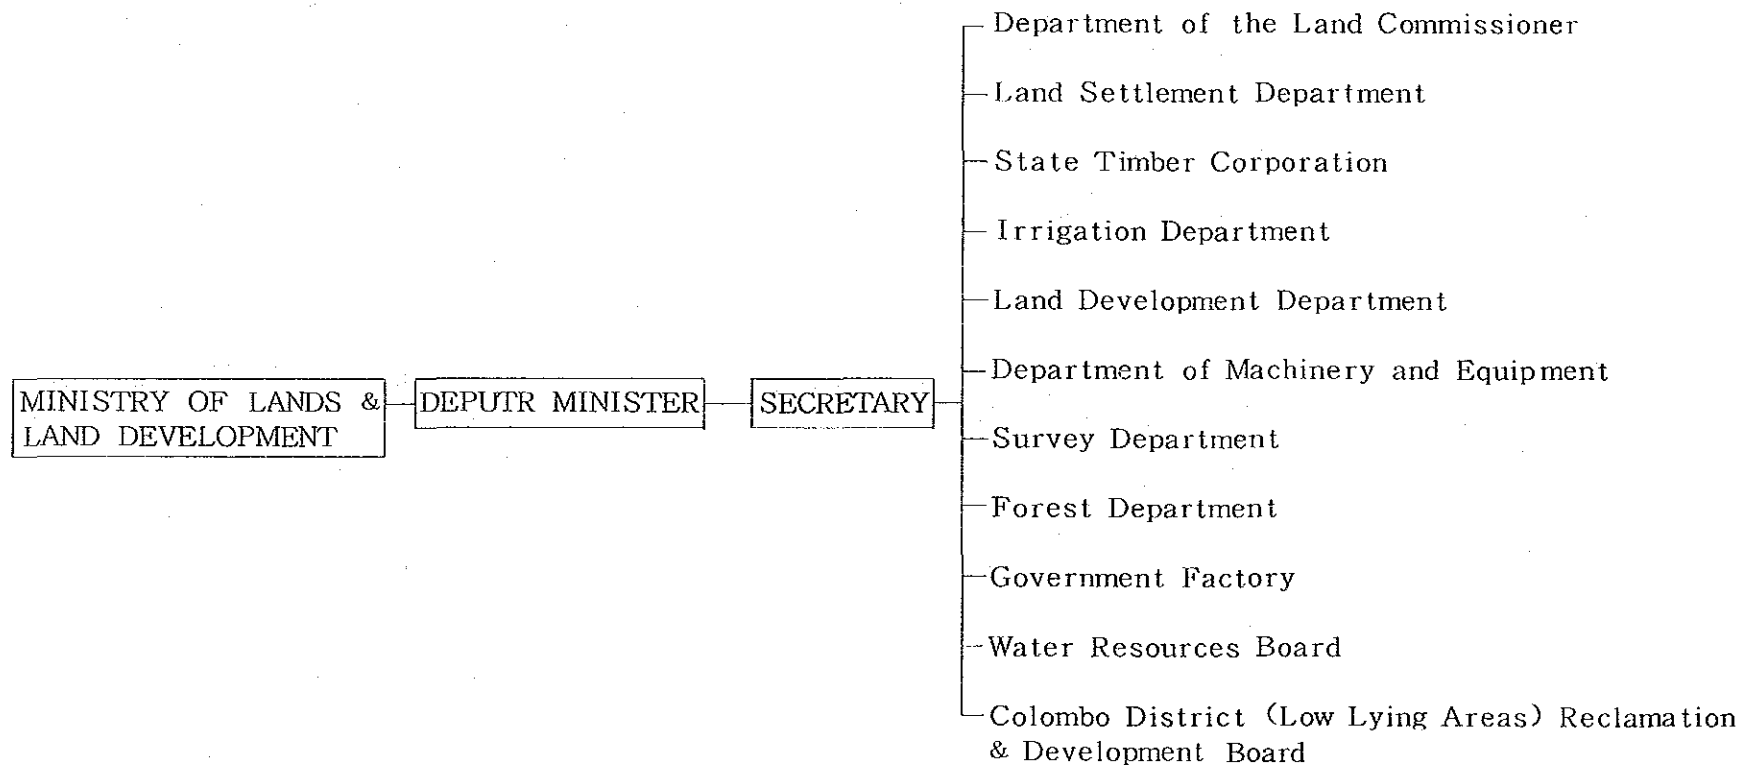 MINISTRY OF LANDS &
LAND DEVELOPMENT
DEPUTR MINISTER
SECRETARY
Department of the Land Commissioner
Land Settlement Department
State Timber Corporation
Irrigation Department
Land Development Department
Department of Machinery and Equipment
Survey Department
Forest Department
Government Factory
Water Resources Board
Colombo District (Low Lying Areas) Reclamation
& Development Board